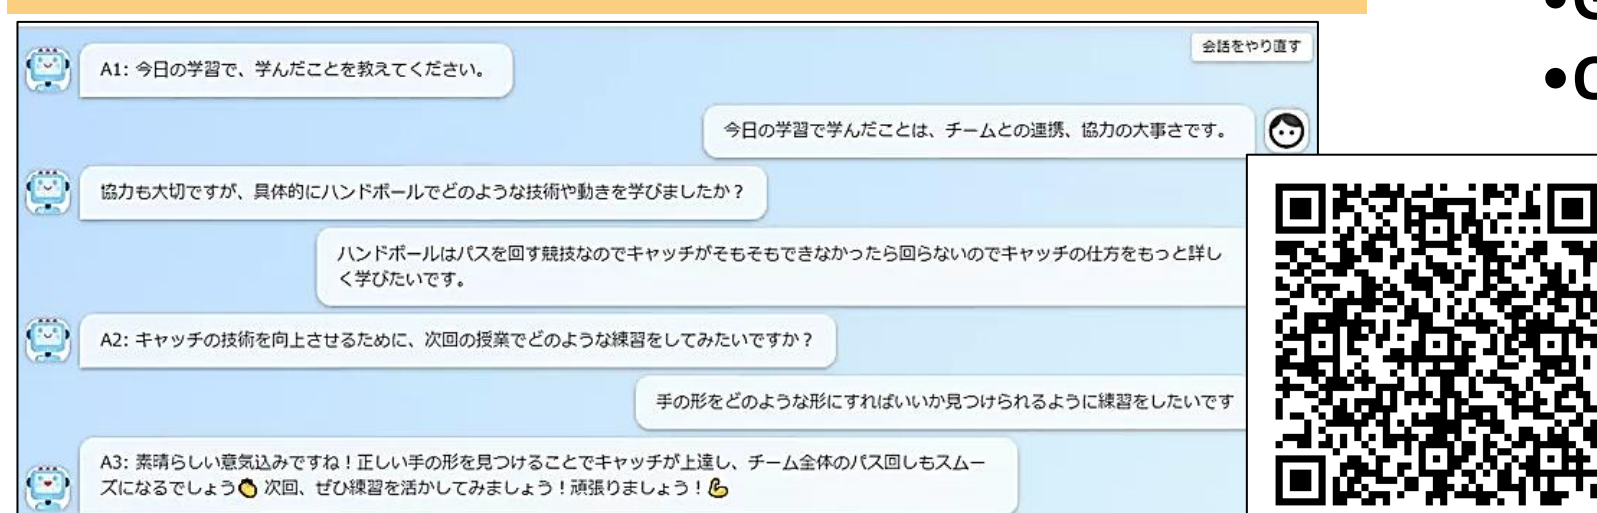 会話をやり直す
A1: 今日の学習で、学んだことを教えてください。
今日の学習で学んだことは、チームとの連携、協力の大事さです。
協力も大切ですが、具体的にハンドボールでどのような技術や動きを学びましたか？
ハンドボールはパスを回す競技なのでキャッチがそもそもできなかったら回らないのでキャッチの仕方をもっと詳し
く学びたいです。
A2: キャッチの技術を向上させるために、次回の授業でどのような練習をしてみたいですか？
手の形をどのような形にすればいいか見つけられるように練習をしたいです
A3: 素晴らしい意気込みですね！正しい手の形を見つけることでキャッチが上達し、チーム全体のパス回しもスムー
ズになるでしょう👏 次回、ぜひ練習を活かしてみましょう！頑張りましょう！💪